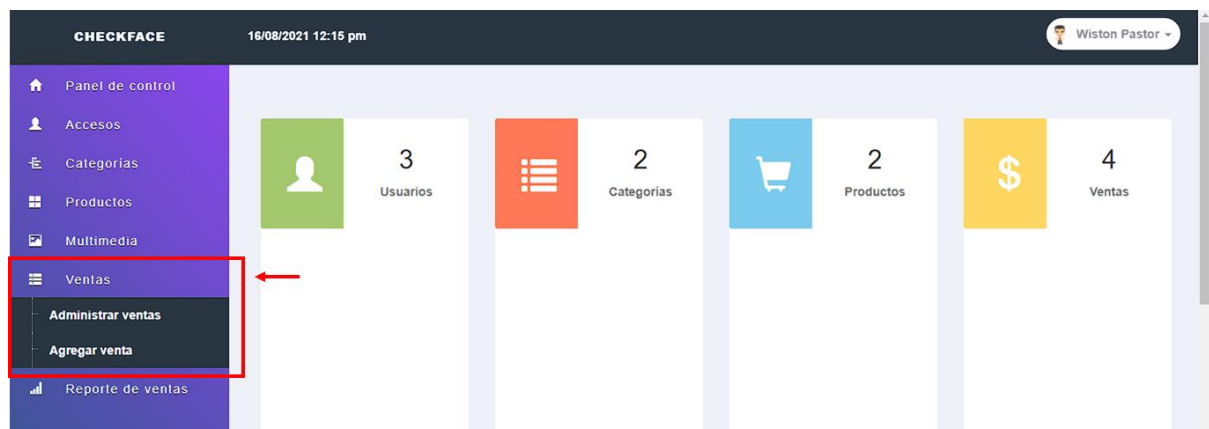 CHECKFACE
16/08/2021 12:15 pm
Wiston Pastor
Panel de control
Accesos
Categorías
Productos
Multimedia
Ventas
Administrar ventas
Agregar venta
Reporte de ventas
3
Usuarios
2
Categorías
2
Productos
$
4
Ventas